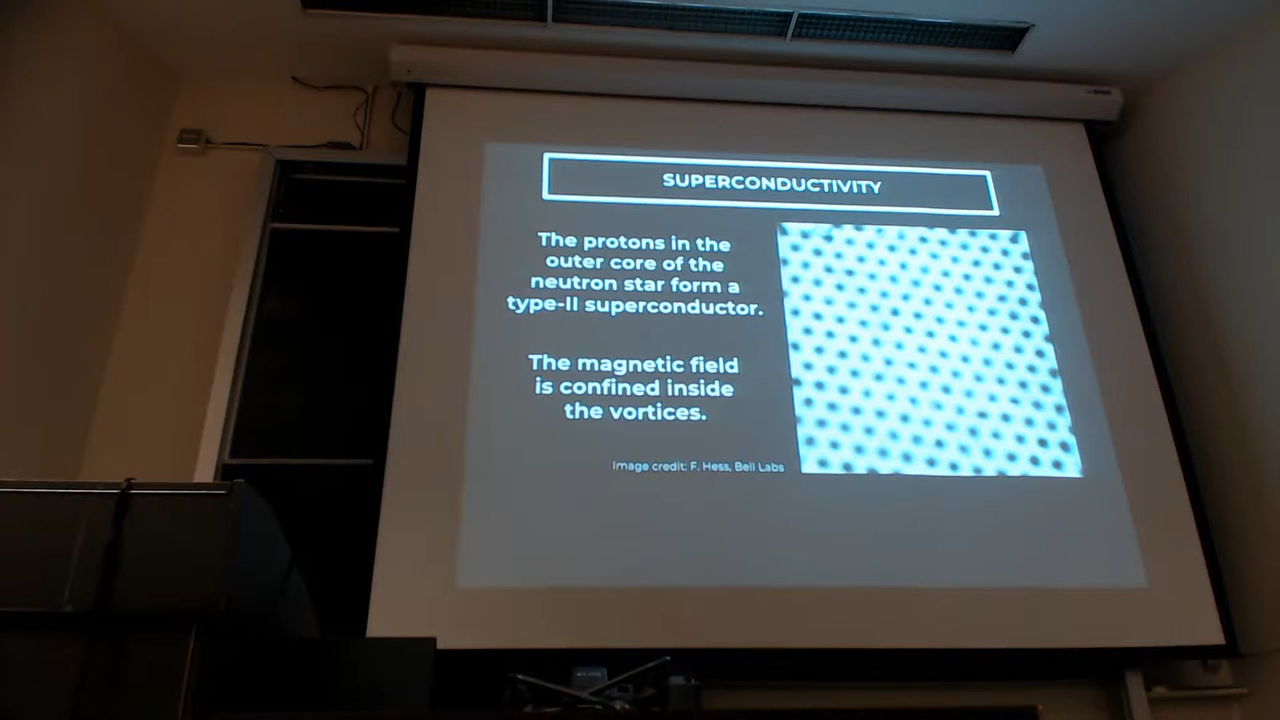 SUPERCONDUCTIVITY
The protons in the
outer core of the
neutron star form a
type-II superconductor.
The magnetic field
is confined inside
the vortices.
Image credit: F. Hess, Bell Labs